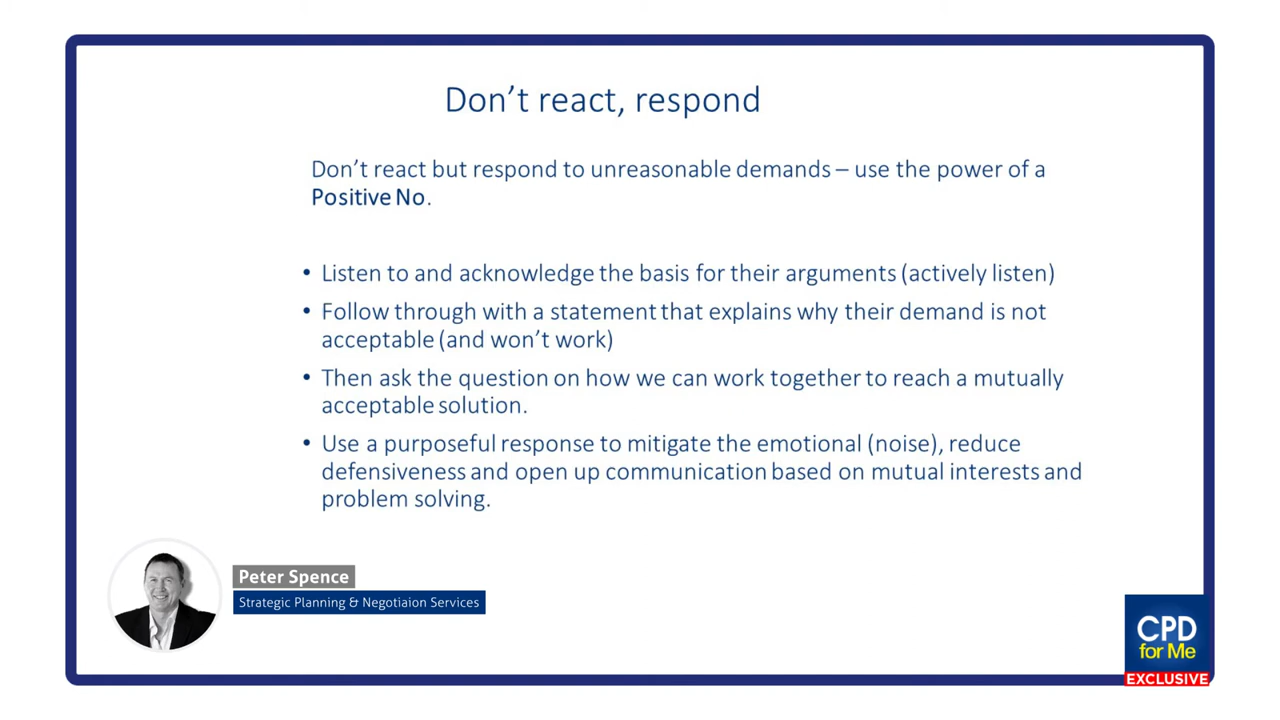 Don’t react, respond
Don’t react but respond to unreasonable demands – use the power of a
Positive No.
• Listen to and acknowledge the basis for their arguments (actively listen)
• Follow through with a statement that explains why their demand is not
acceptable (and won’t work)
• Then ask the question on how we can work together to reach a mutually
acceptable solution.
• Use a purposeful response to mitigate the emotional (noise), reduce
defensiveness and open up communication based on mutual interests and
problem solving.
Peter Spence
Strategic Planning & Negotiaion Services
CPD
for Me
EXCLUSIVE